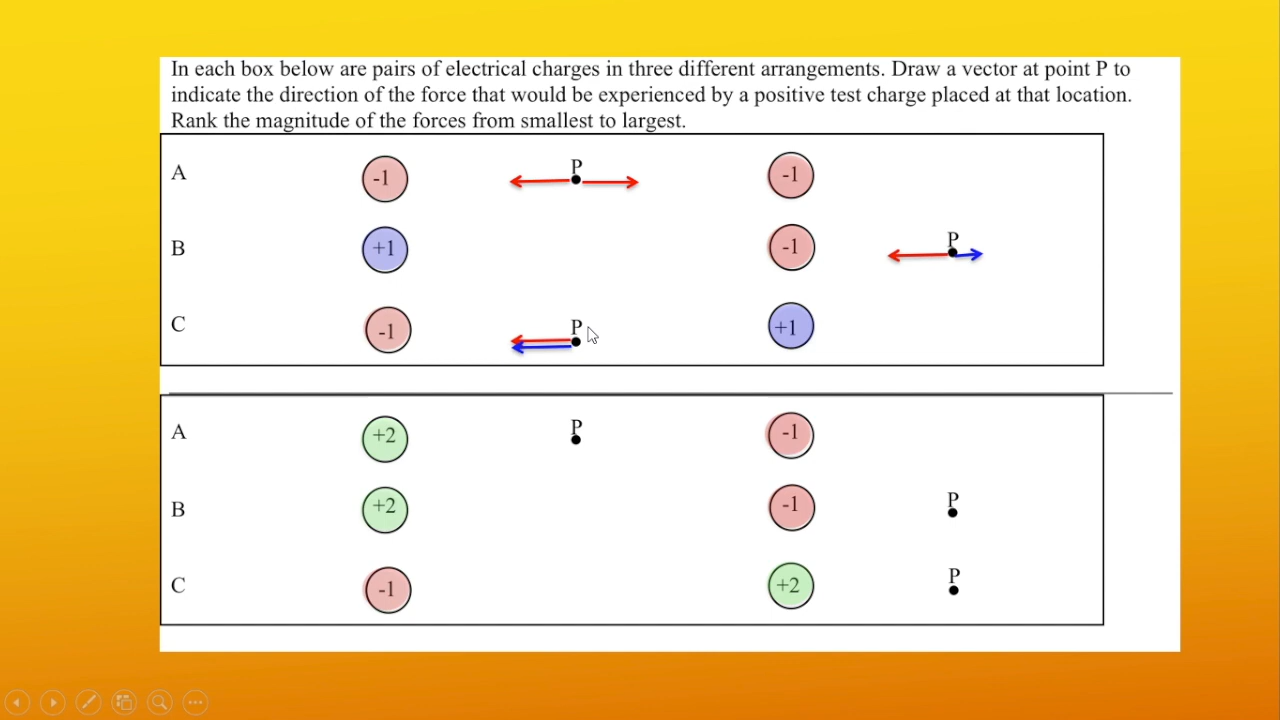 In each box below are pairs of electrical charges in three different arrangements. Draw a vector at point P to
indicate the direction of the force that would be experienced by a positive test charge placed at that location.
Rank the magnitude of the forces from smallest to largest.
A -1 P -1
B +1 -1 P
C -1 P +1
A +2 P -1
B +2 -1 P
C -1 +2 P